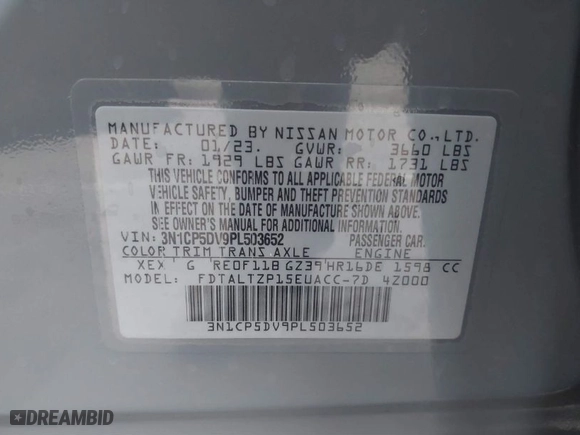 MANUFACTURED BY NISSAN MOTOR CO.,LTD.
DATE: 01/23. GVWR: 3660 LBS
GAWR FR: 1929 LBS GAWR RR: 1731 LBS
THIS VEHICLE CONFORMS TO ALL APPLICABLE FEDERAL MOTOR
VEHICLE SAFETY, BUMPER AND THEFT PREVENTION STANDARDS
IN EFFECT ON THE DATE OF MANUFACTURE SHOWN ABOVE.
SEE OWNER'S MANUAL FOR ADDITIONAL INFORMATION.
VIN: 3N1CP5DV9PL503652 PASSENGER CAR.
COLOR TRIM TRANS AXLE ENGINE
XEX G RE0F11B GZ39 HR16DE 1598 CC
MODEL: FDTALTZP15EUACC-7D 4Z000
3N1CP5DV9PL503652
DREAMBID